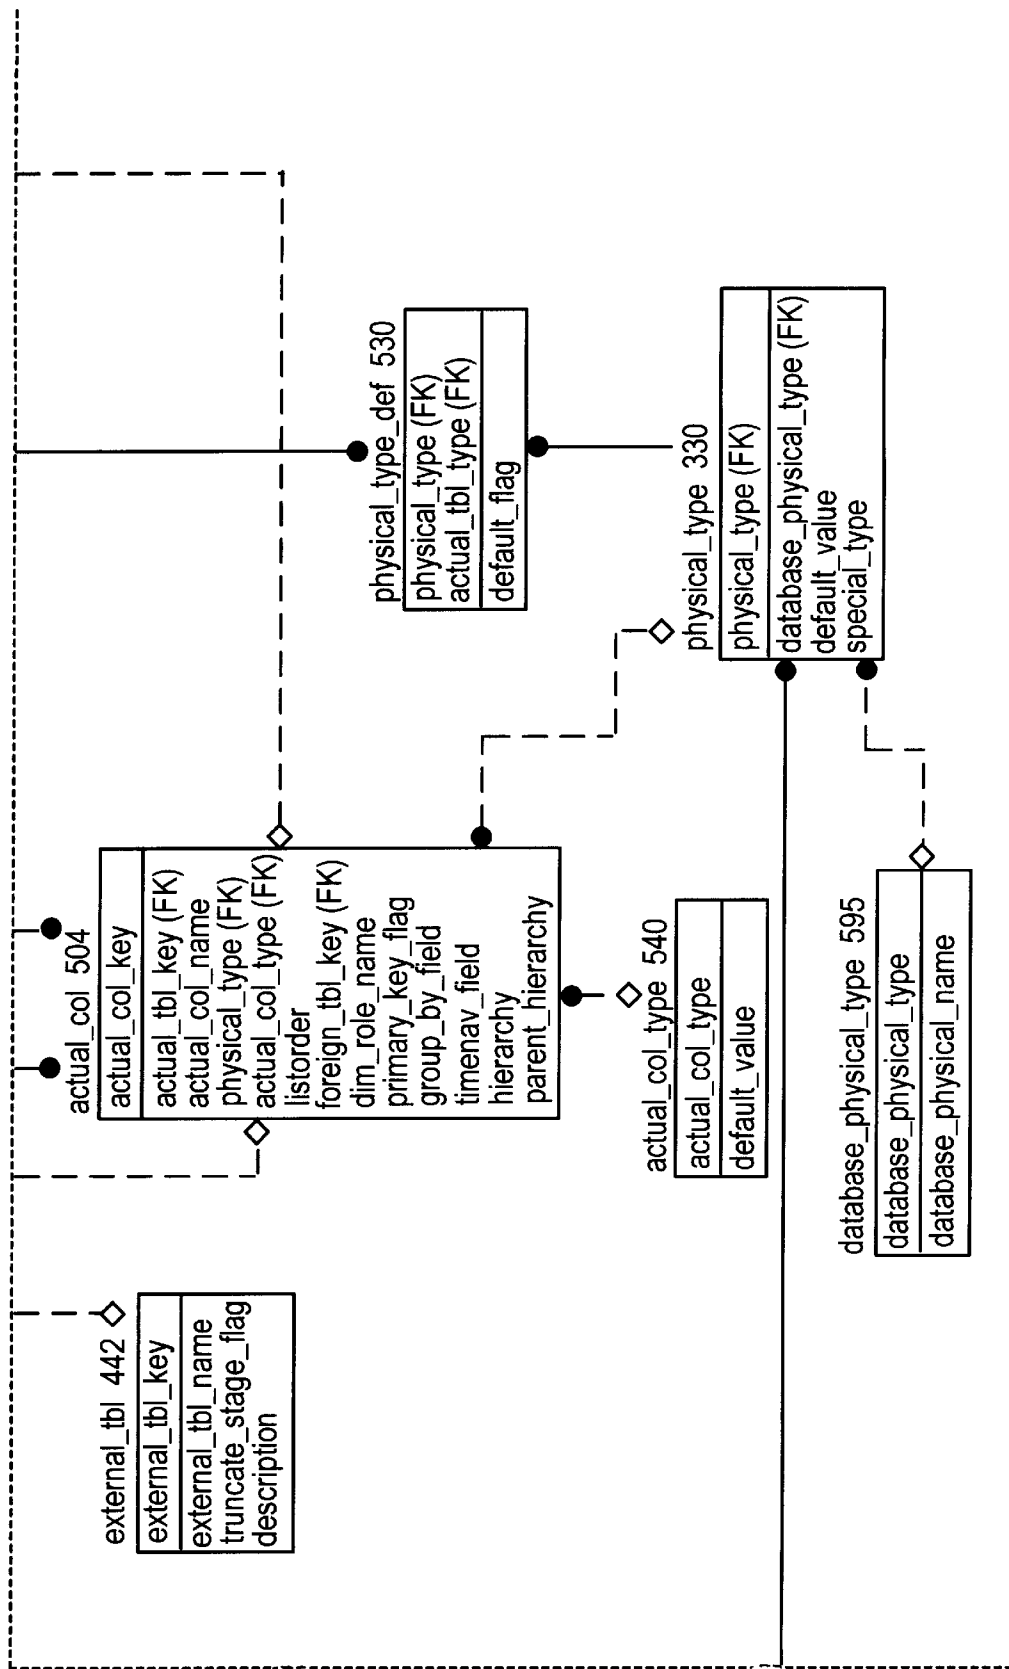 external_tbl 442
external_tbl_key
external_tbl_name
truncate_stage_flag
description
actual_col 504
actual_col_key
actual_tbl_key (FK)
actual_col_name
physical_type (FK)
actual_col_type (FK)
listorder
foreign_tbl_key (FK)
dim_role_name
primary_key_flag
group_by_field
timenav_field
hierarchy
parent_hierarchy
physical_type_def 530
physical_type (FK)
actual_tbl_type (FK)
default_flag
actual_col_type 540
actual_col_type
default_value
physical_type 330
physical_type (FK)
database_physical_type (FK)
default_value
special_type
database_physical_type 595
database_physical_type
database_physical_name